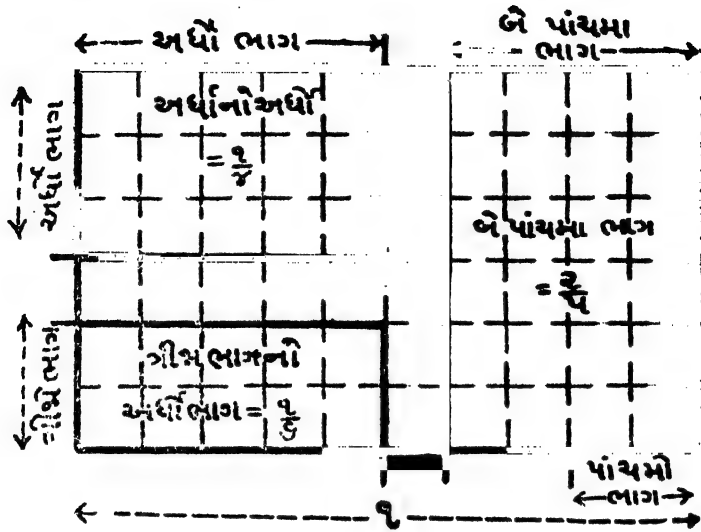 અર્ધો ભાગ
બે પાંચમા
ભાગ
અર્ધો ભાગ
અર્ધાનો અર્ધો
= ૧/૪
બે પાંચમા ભાગ
= ૨/૫
ત્રીજો ભાગ
ત્રીજા ભાગનો
અર્ધો ભાગ = ૧/૬
પાંચમો
ભાગ
૧